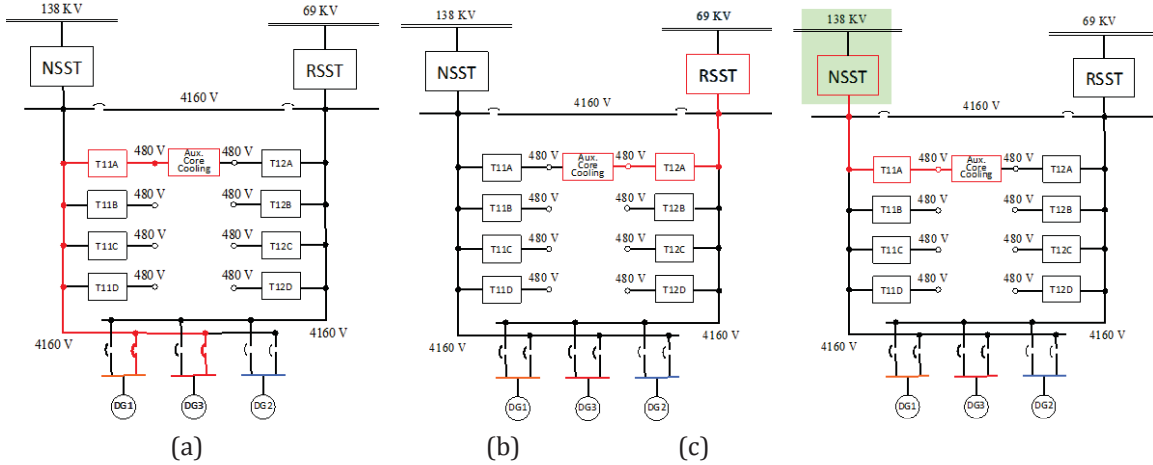 138 KV
69 KV
NSST
RSST
4160 V
480 V
Aux.
Core
Cooling
480 V
T11A
T12A
480 V
480 V
T11B
T12B
480 V
480 V
T11C
T12C
480 V
480 V
T11D
T12D
4160 V
4160 V
DG1
DG3
DG2
(a)
138 KV
69 KV
NSST
RSST
4160 V
480 V
Aux.
Core
Cooling
480 V
T11A
T12A
480 V
480 V
T11B
T12B
480 V
480 V
T11C
T12C
480 V
480 V
T11D
T12D
4160 V
4160 V
DG1
DG3
DG2
(b)
(c)
138 KV
69 KV
NSST
RSST
4160 V
480 V
Aux.
Core
Cooling
480 V
T11A
T12A
480 V
480 V
T11B
T12B
480 V
480 V
T11C
T12C
480 V
480 V
T11D
T12D
4160 V
4160 V
DG1
DG3
DG2